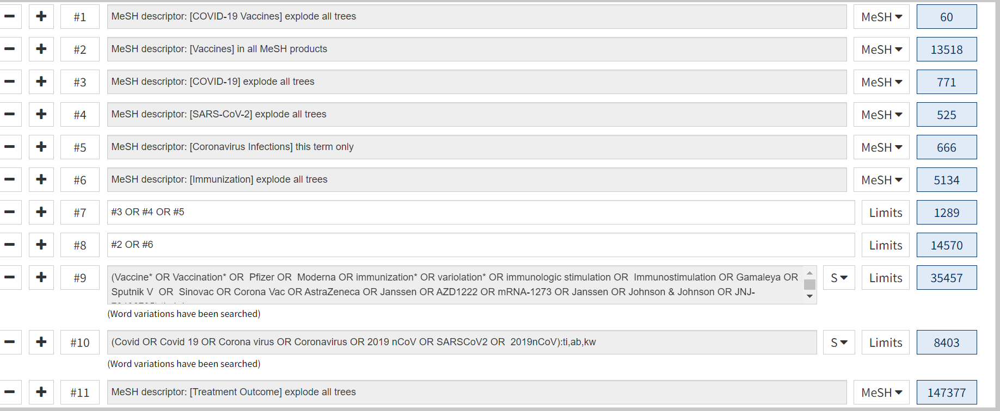 #1 MeSH descriptor: [COVID-19 Vaccines] explode all trees MeSH 60
#2 MeSH descriptor: [Vaccines] in all MeSH products MeSH 13518
#3 MeSH descriptor: [COVID-19] explode all trees MeSH 771
#4 MeSH descriptor: [SARS-CoV-2] explode all trees MeSH 525
#5 MeSH descriptor: [Coronavirus Infections] this term only MeSH 666
#6 MeSH descriptor: [Immunization] explode all trees MeSH 5134
#7 #3 OR #4 OR #5 Limits 1289
#8 #2 OR #6 Limits 14570
#9 (Vaccine* OR Vaccination* OR Pfizer OR Moderna OR immunization* OR variolation* OR immunologic stimulation OR Immunostimulation OR Gamaleya OR S Limits 35457
Sputnik V OR Sinovac OR Corona Vac OR AstraZeneca OR Janssen OR AZD1222 OR mRNA-1273 OR Janssen OR Johnson & Johnson OR JNJ-
(Word variations have been searched)
#10 (Covid OR Covid 19 OR Corona virus OR Coronavirus OR 2019 nCoV OR SARSCoV2 OR 2019nCoV):ti,ab,kw S Limits 8403
(Word variations have been searched)
#11 MeSH descriptor: [Treatment Outcome] explode all trees MeSH 147377